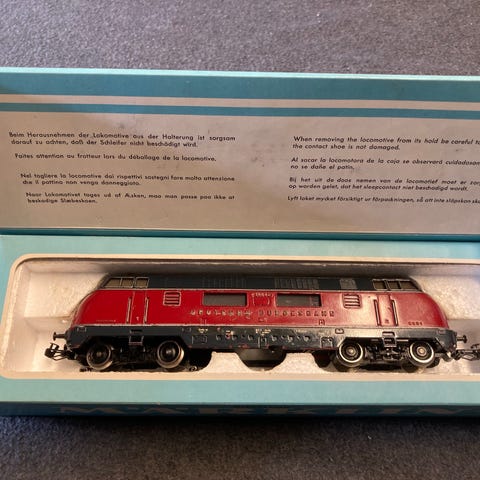 Beim Herausnehmen der Lokomotive aus der Halterung ist sorgsam
darauf zu achten, daß der Schleifer nicht beschädigt wird.
Faites attention au frotteur lors du déballage de la locomotive.
Nel togliere la locomotive dai rispettivi sostegni fare molta attenzione
che il pattino non venga danneggiato.
Naar Lokomotivet tages ud af Æsken, maa man passe paa ikke at
beskadige Slæbeskoen.
When removing the locomotive from its hold be careful
the contact shoe is not damaged.
Al sacar la locomotora de la caja se observará
no se dañe el patín.
Bij het uit de doos nemen van de locomotief moet er
op worden gelet, dat het sleepcontact niet beschadigd wordt.
Lyft loket mycket försiktigt ur förpackningen, så att inte släpskon
DEUTSCHE BUNDESBAHN
MÄRKLIN